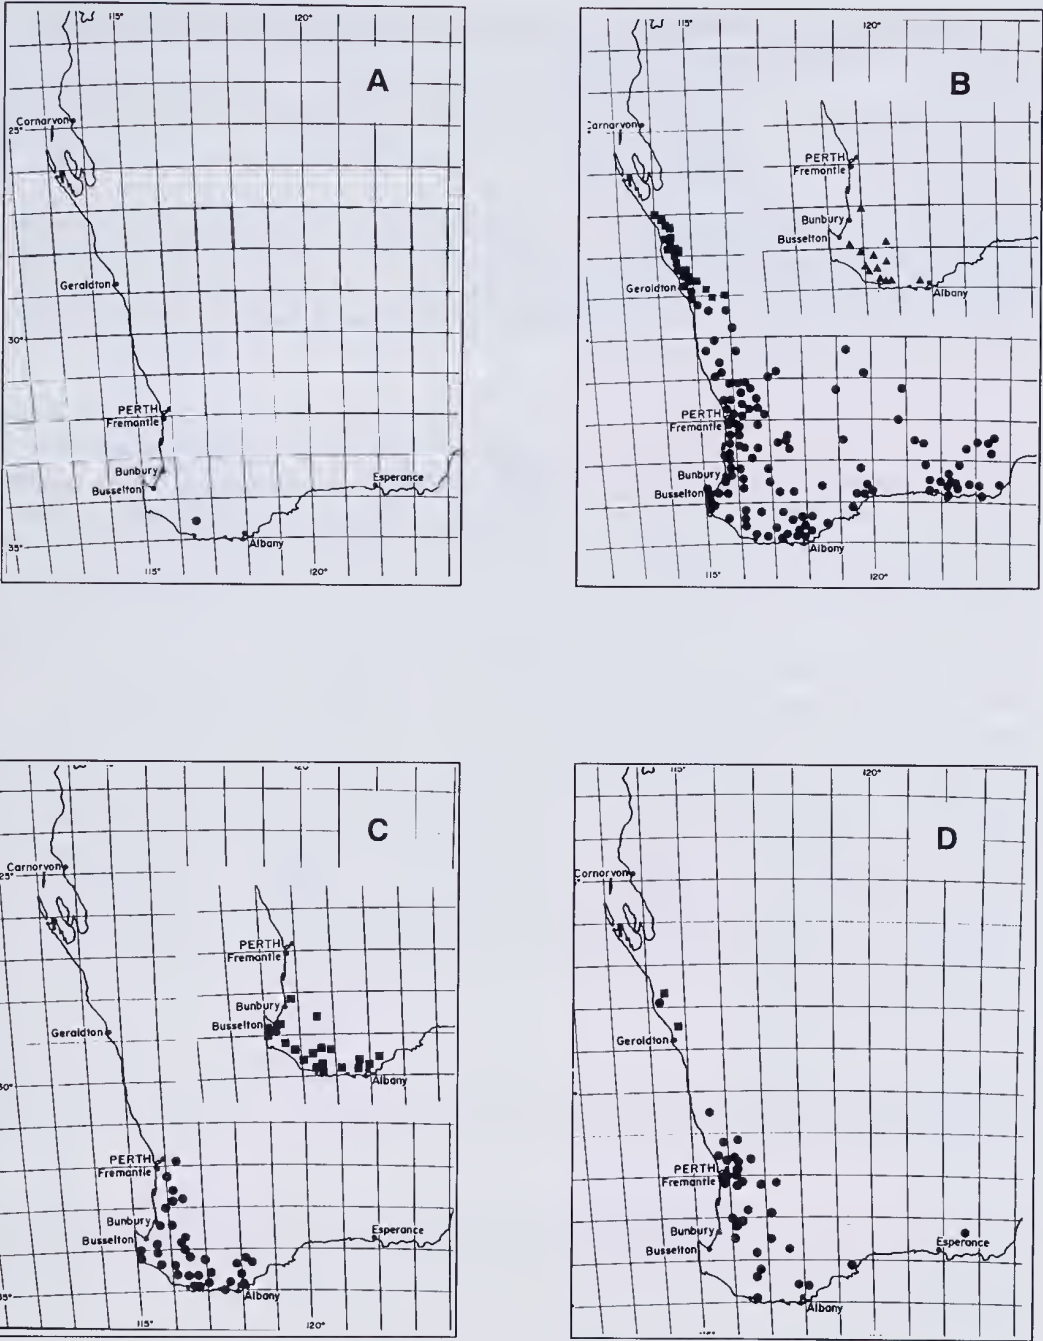 115°
120°
A
Carnarvon
25°
Geraldton
30°
PERTH
Fremantle
Bunbury
Busselton
Esperance
Albany
35°
115°
120°
115°
120°
B
Carnarvon
PERTH
Fremantle
Bunbury
Busselton
Albany
Geraldton
PERTH
Fremantle
Bunbury
Busselton
Albany
115°
120°
C
Carnarvon
25°
PERTH
Fremantle
Bunbury
Busselton
Albany
Geraldton
30°
PERTH
Fremantle
Bunbury
Busselton
Esperance
Albany
35°
115°
120°
115°
120°
D
Carnarvon
Geraldton
PERTH
Fremantle
Bunbury
Busselton
Esperance
Albany